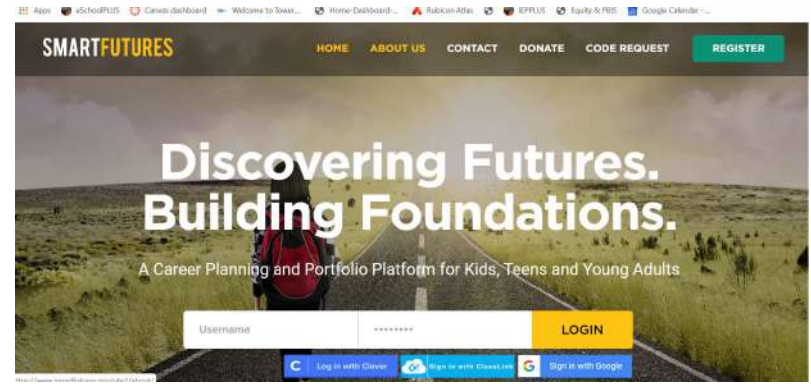 Apps eSchoolPLUS Canvas dashboard Welcome to Tower... Home-Dashboard-... Rubicon Atlas IEPPLUS Equity & PBIS Google Calendar -...
SMARTFUTURES HOME ABOUT US CONTACT DONATE CODE REQUEST REGISTER
Discovering Futures.
Building Foundations.
A Career Planning and Portfolio Platform for Kids, Teens and Young Adults
Username •••••••• LOGIN
C Log in with Clever Sign in with ClassLink G Sign in with Google